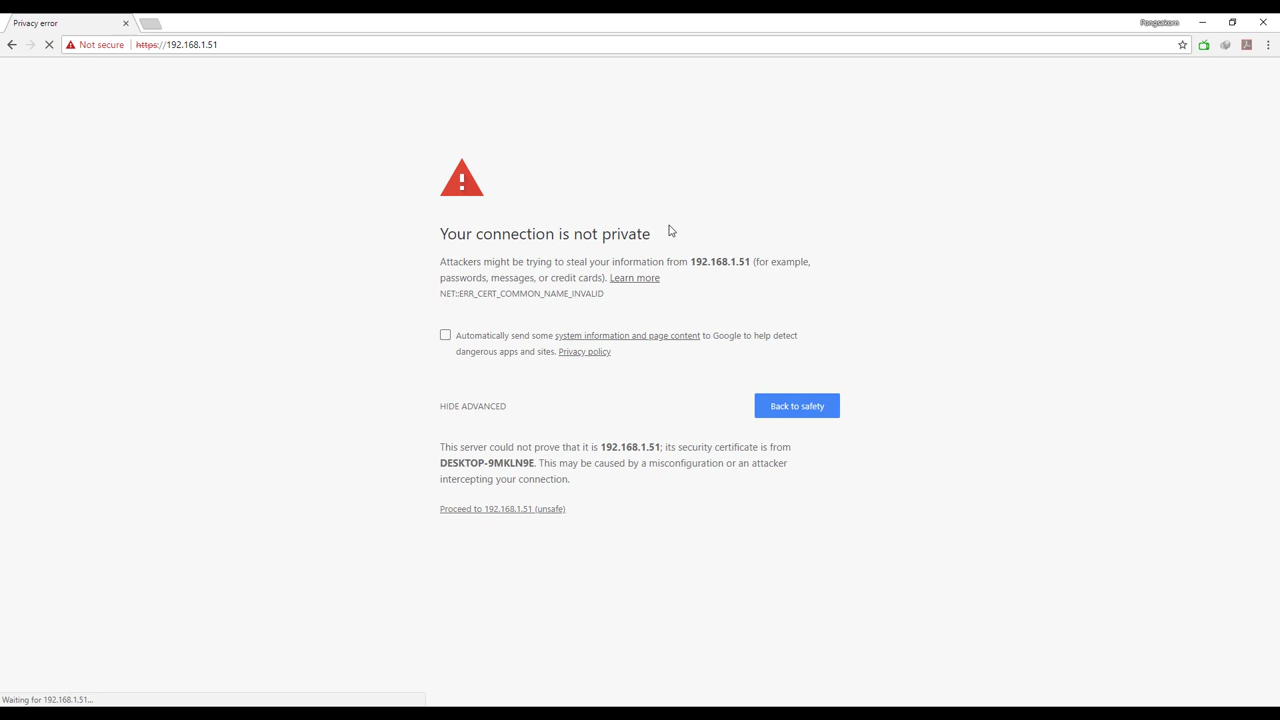 Privacy error
Pongsakorn
Not secure
https://192.168.1.51
Your connection is not private
Attackers might be trying to steal your information from 192.168.1.51 (for example,
passwords, messages, or credit cards). Learn more
NET::ERR_CERT_COMMON_NAME_INVALID
Automatically send some system information and page content to Google to help detect
dangerous apps and sites. Privacy policy
HIDE ADVANCED
Back to safety
This server could not prove that it is 192.168.1.51; its security certificate is from
DESKTOP-9MKLN9E. This may be caused by a misconfiguration or an attacker
intercepting your connection.
Proceed to 192.168.1.51 (unsafe)
Waiting for 192.168.1.51...